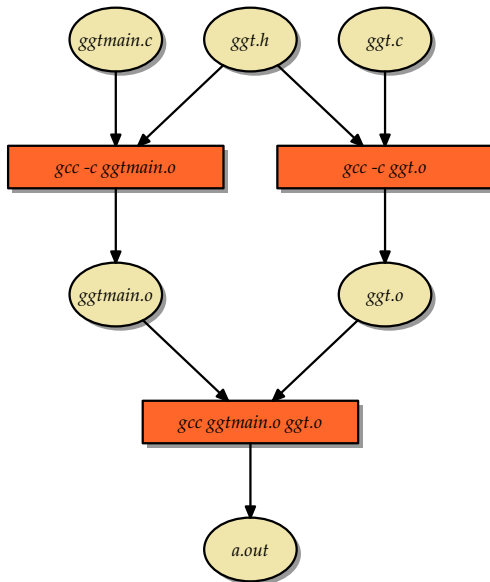 ggtmain.c
ggt.h
ggt.c
gcc -c ggtmain.o
gcc -c ggt.o
ggtmain.o
ggt.o
gcc ggtmain.o ggt.o
a.out